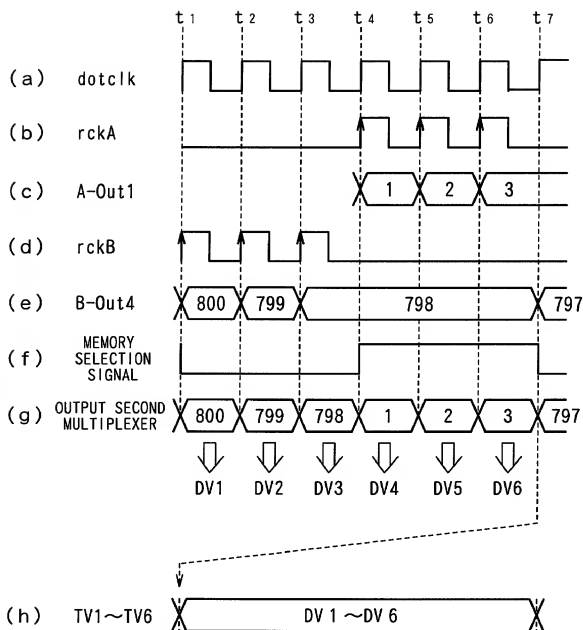 t1 t2 t3 t4 t5 t6 t7
(a) dotclk
(b) rckA
(c) A-Out1 1 2 3
(d) rckB
(e) B-Out4 800 799 798 797
(f) MEMORY
SELECTION
SIGNAL
(g) OUTPUT SECOND
MULTIPLEXER 800 799 798 1 2 3 797
DV1 DV2 DV3 DV4 DV5 DV6
(h) TV1～TV6 DV 1 ～DV 6